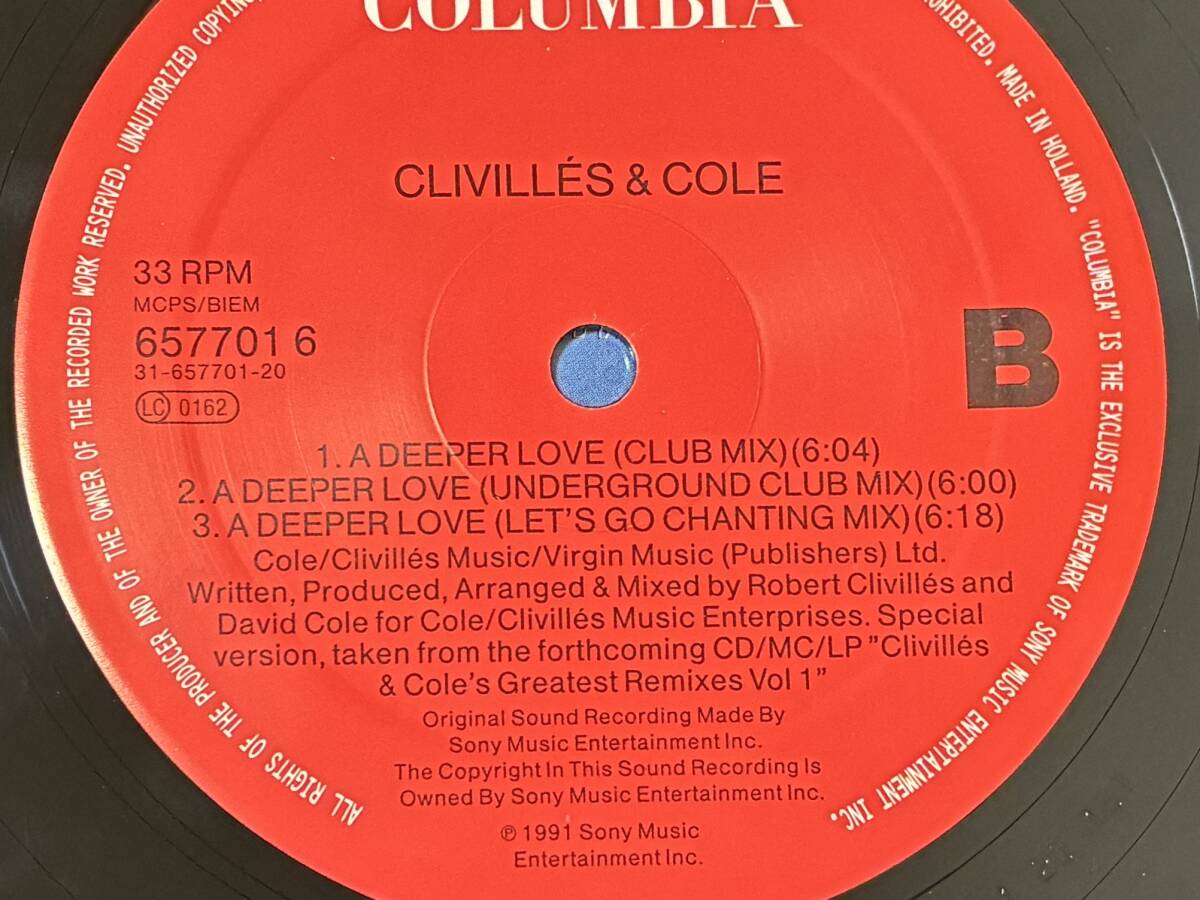 COLUMBIA
CLIVILLÉS & COLE
33 RPM
MCPS/BIEM
657701 6
31-657701-20
LC 0162
B
1. A DEEPER LOVE (CLUB MIX)(6:04)
2. A DEEPER LOVE (UNDERGROUND CLUB MIX)(6:00)
3. A DEEPER LOVE (LET'S GO CHANTING MIX)(6:18)
Cole/Clivillés Music/Virgin Music (Publishers) Ltd.
Written, Produced, Arranged & Mixed by Robert Clivillés and
David Cole for Cole/Clivillés Music Enterprises. Special
version, taken from the forthcoming CD/MC/LP "Clivillés
& Cole's Greatest Remixes Vol 1"
Original Sound Recording Made By
Sony Music Entertainment Inc.
The Copyright In This Sound Recording Is
Owned By Sony Music Entertainment Inc.
℗ 1991 Sony Music
Entertainment Inc.
ALL RIGHTS OF THE PRODUCER AND OF THE OWNER OF THE RECORDED WORK RESERVED. UNAUTHORIZED COPYING, PROHIBITED. MADE IN HOLLAND. "COLUMBIA" IS THE EXCLUSIVE TRADEMARK OF SONY MUSIC ENTERTAINMENT INC.